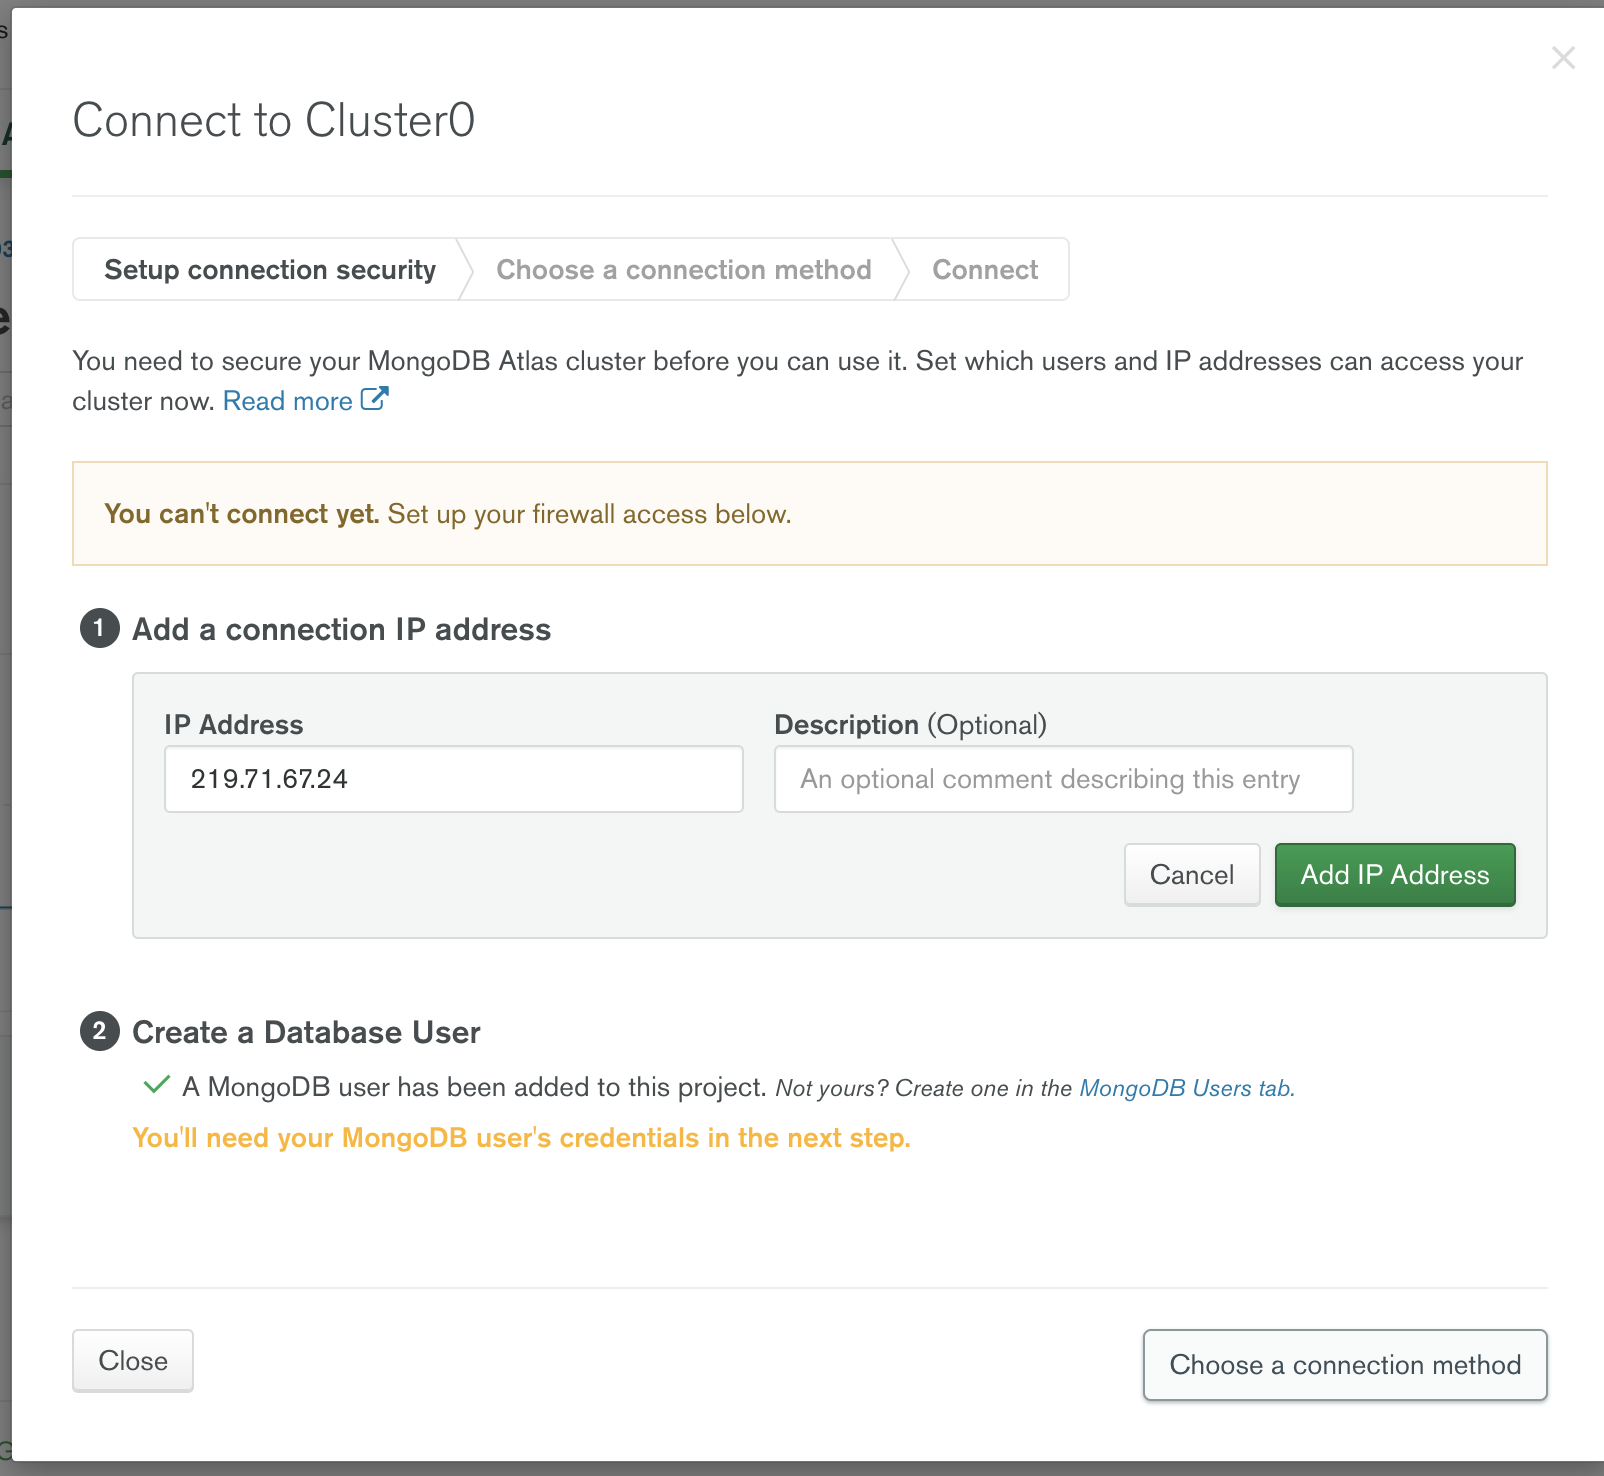 Connect to Cluster0
Setup connection security
Choose a connection method
Connect
You need to secure your MongoDB Atlas cluster before you can use it. Set which users and IP addresses can access your
cluster now. Read more
You can't connect yet. Set up your firewall access below.
1 Add a connection IP address
IP Address
Description (Optional)
219.71.67.24
An optional comment describing this entry
Cancel
Add IP Address
2 Create a Database User
A MongoDB user has been added to this project. Not yours? Create one in the MongoDB Users tab.
You'll need your MongoDB user's credentials in the next step.
Close
Choose a connection method